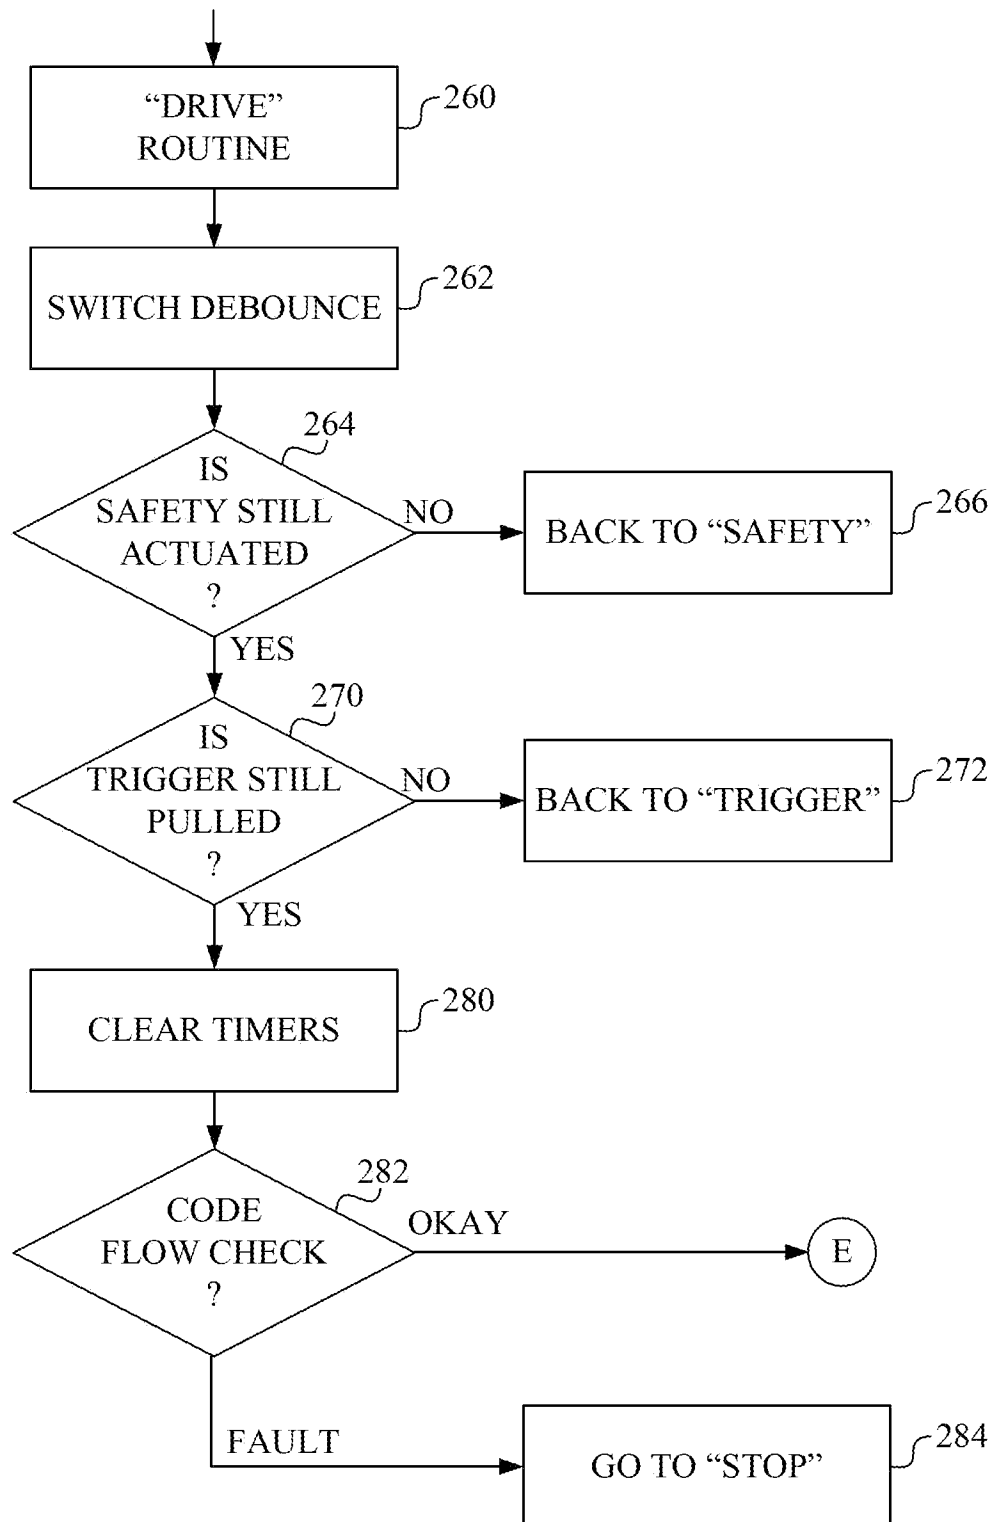 “DRIVE”
ROUTINE
260
SWITCH DEBOUNCE
262
264
IS
SAFETY STILL
ACTUATED
?
NO
BACK TO “SAFETY”
266
YES
270
IS
TRIGGER STILL
PULLED
?
NO
BACK TO “TRIGGER”
272
YES
CLEAR TIMERS
280
282
CODE
FLOW CHECK
?
OKAY
E
FAULT
GO TO “STOP”
284